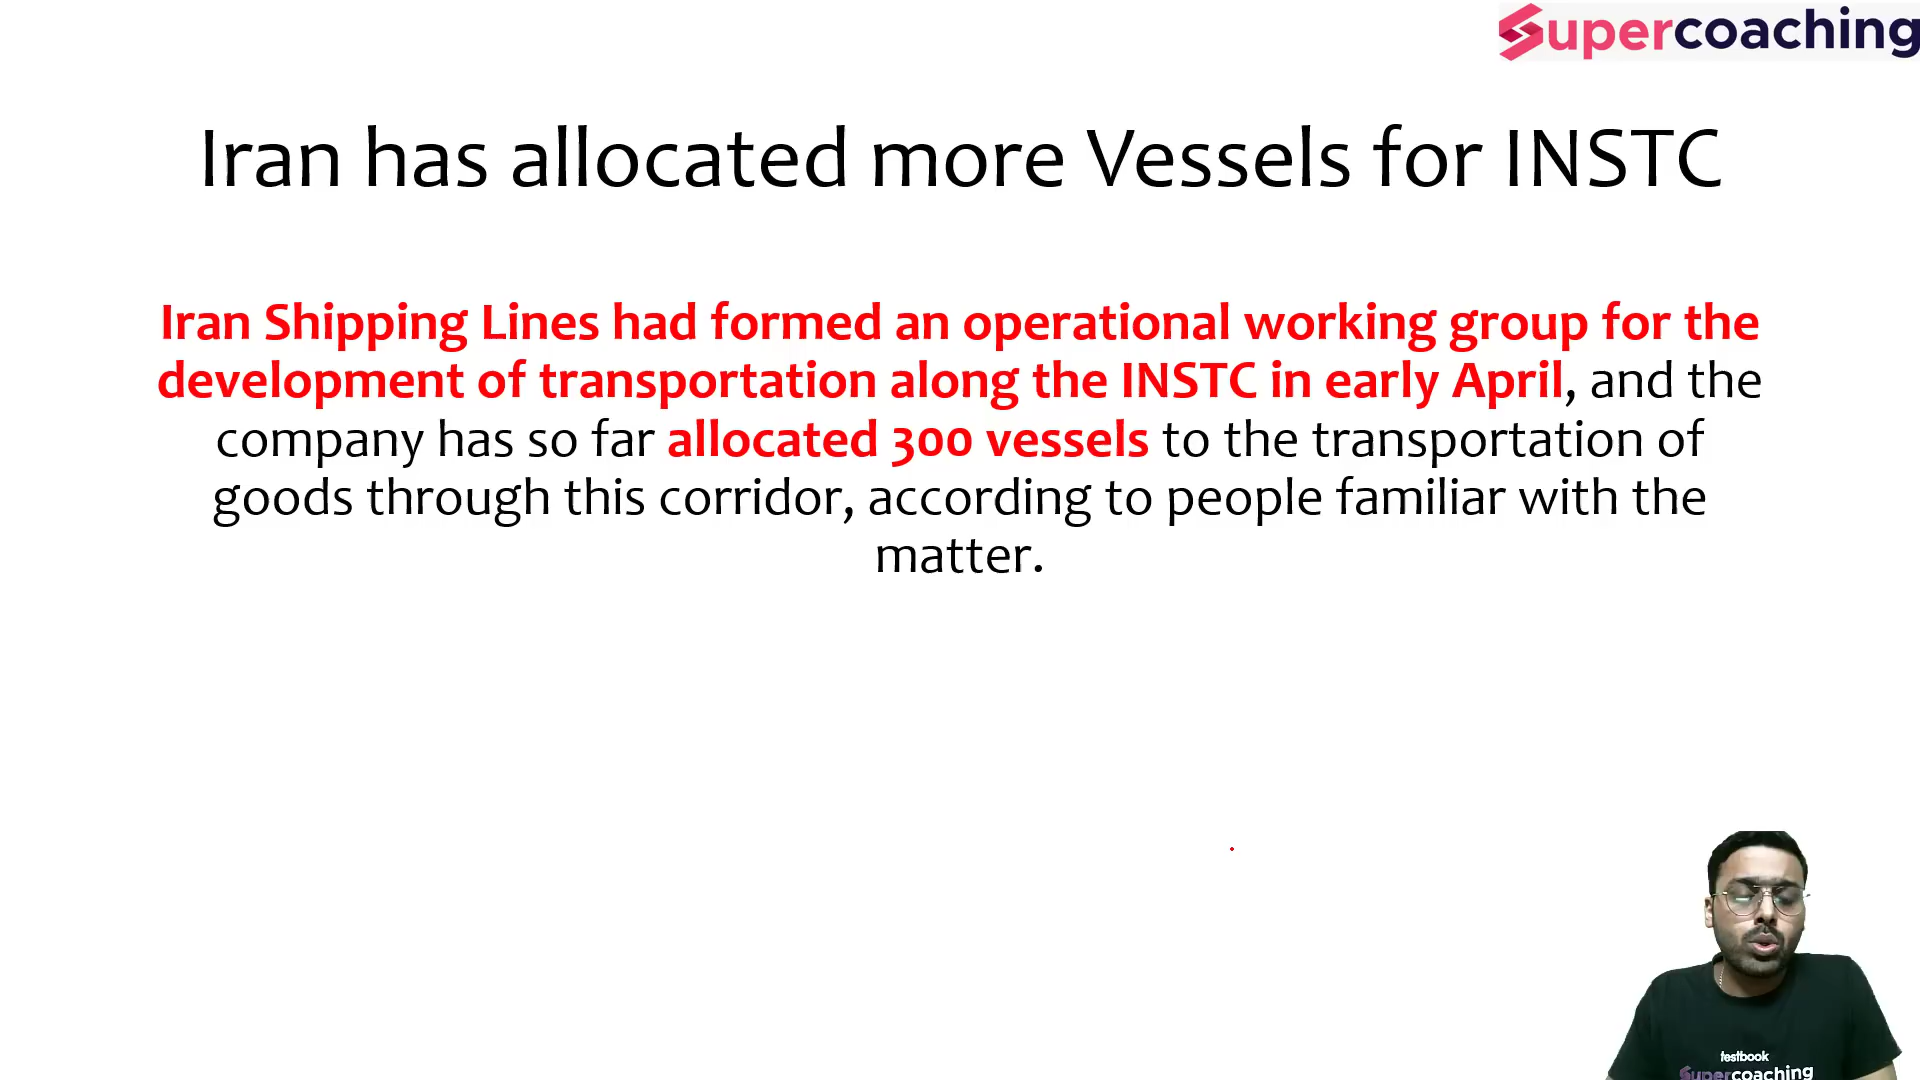 Supercoaching
Iran has allocated more Vessels for INSTC
Iran Shipping Lines had formed an operational working group for the
development of transportation along the INSTC in early April, and the
company has so far allocated 300 vessels to the transportation of
goods through this corridor, according to people familiar with the
matter.
testbook
Supercoaching